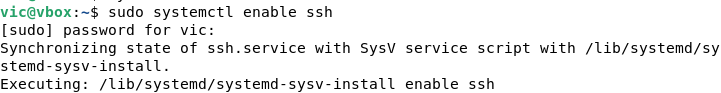 vic@vbox:~$ sudo systemctl enable ssh
[sudo] password for vic:
Synchronizing state of ssh.service with SysV service script with /lib/systemd/sy
stemd-sysv-install.
Executing: /lib/systemd/systemd-sysv-install enable ssh